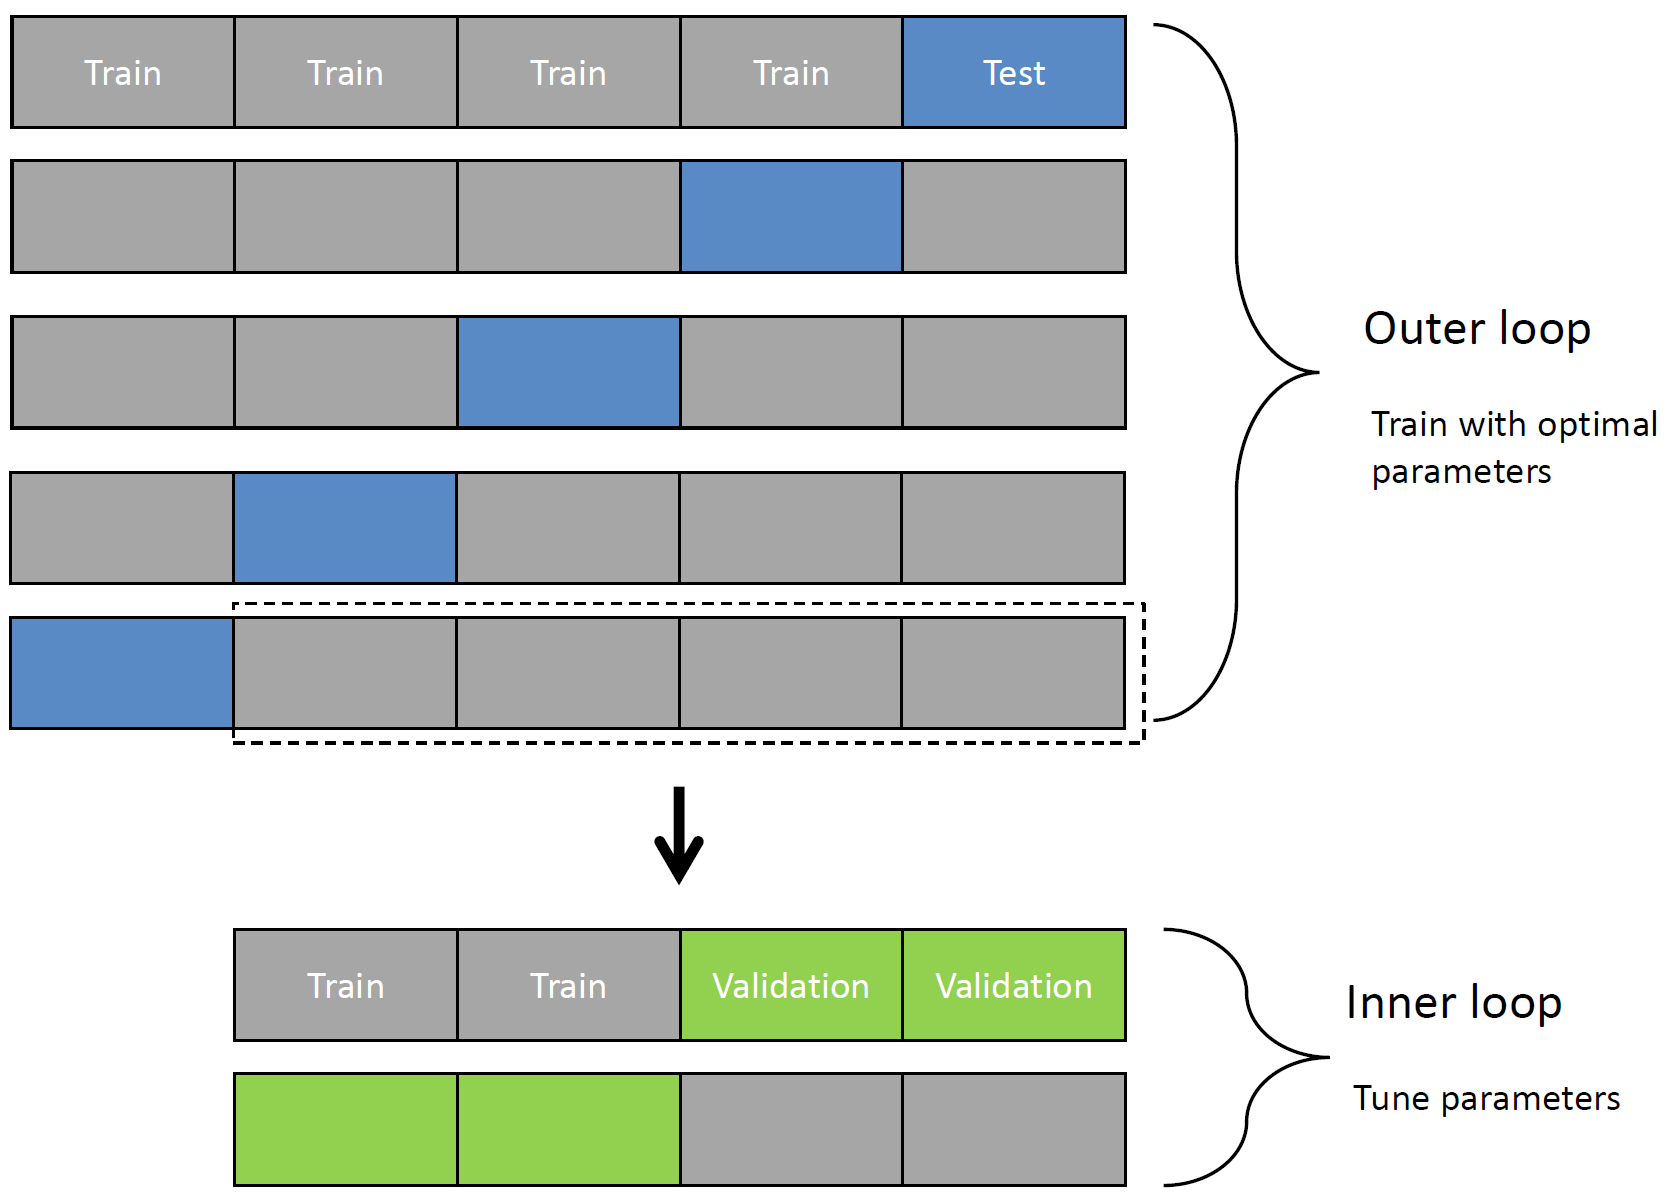 Train Train Train Train Test
Outer loop
Train with optimal
parameters
Train Train Validation Validation
Inner loop
Tune parameters